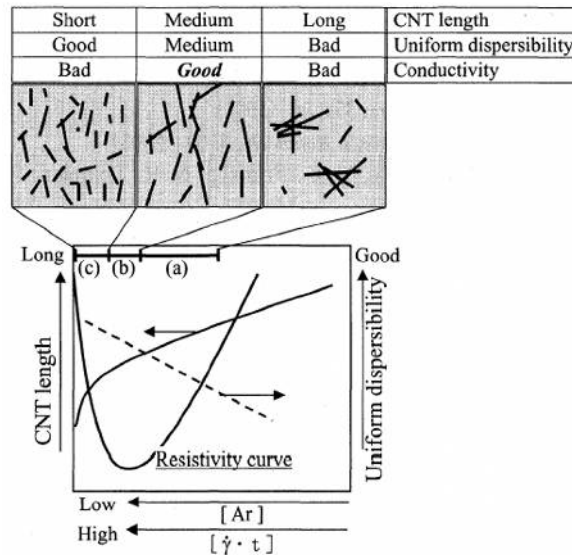 Short Medium Long CNT length
Good Medium Bad Uniform dispersibility
Bad Good Bad Conductivity
Long (c) (b) (a) Good
CNT length
Uniform dispersibility
Resistivity curve
Low [ Ar ]
High [ γ̇ · t ]